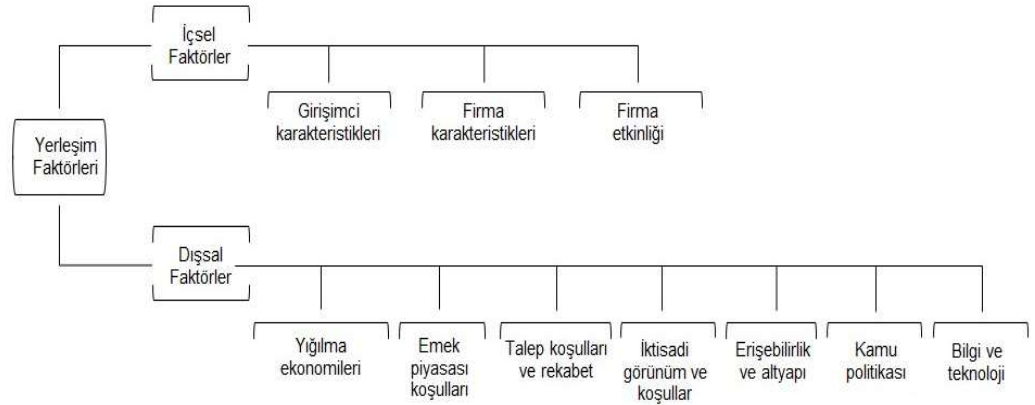 İçsel
Faktörler
Girişimci
karakteristikleri
Firma
karakteristikleri
Firma
etkinliği
Yerleşim
Faktörleri
Dışsal
Faktörler
Yığılma
ekonomileri
Emek
piyasası
koşulları
Talep koşulları
ve rekabet
İktisadi
görünüm ve
koşullar
Erişebilirlik
ve altyapı
Kamu
politikası
Bilgi ve
teknoloji